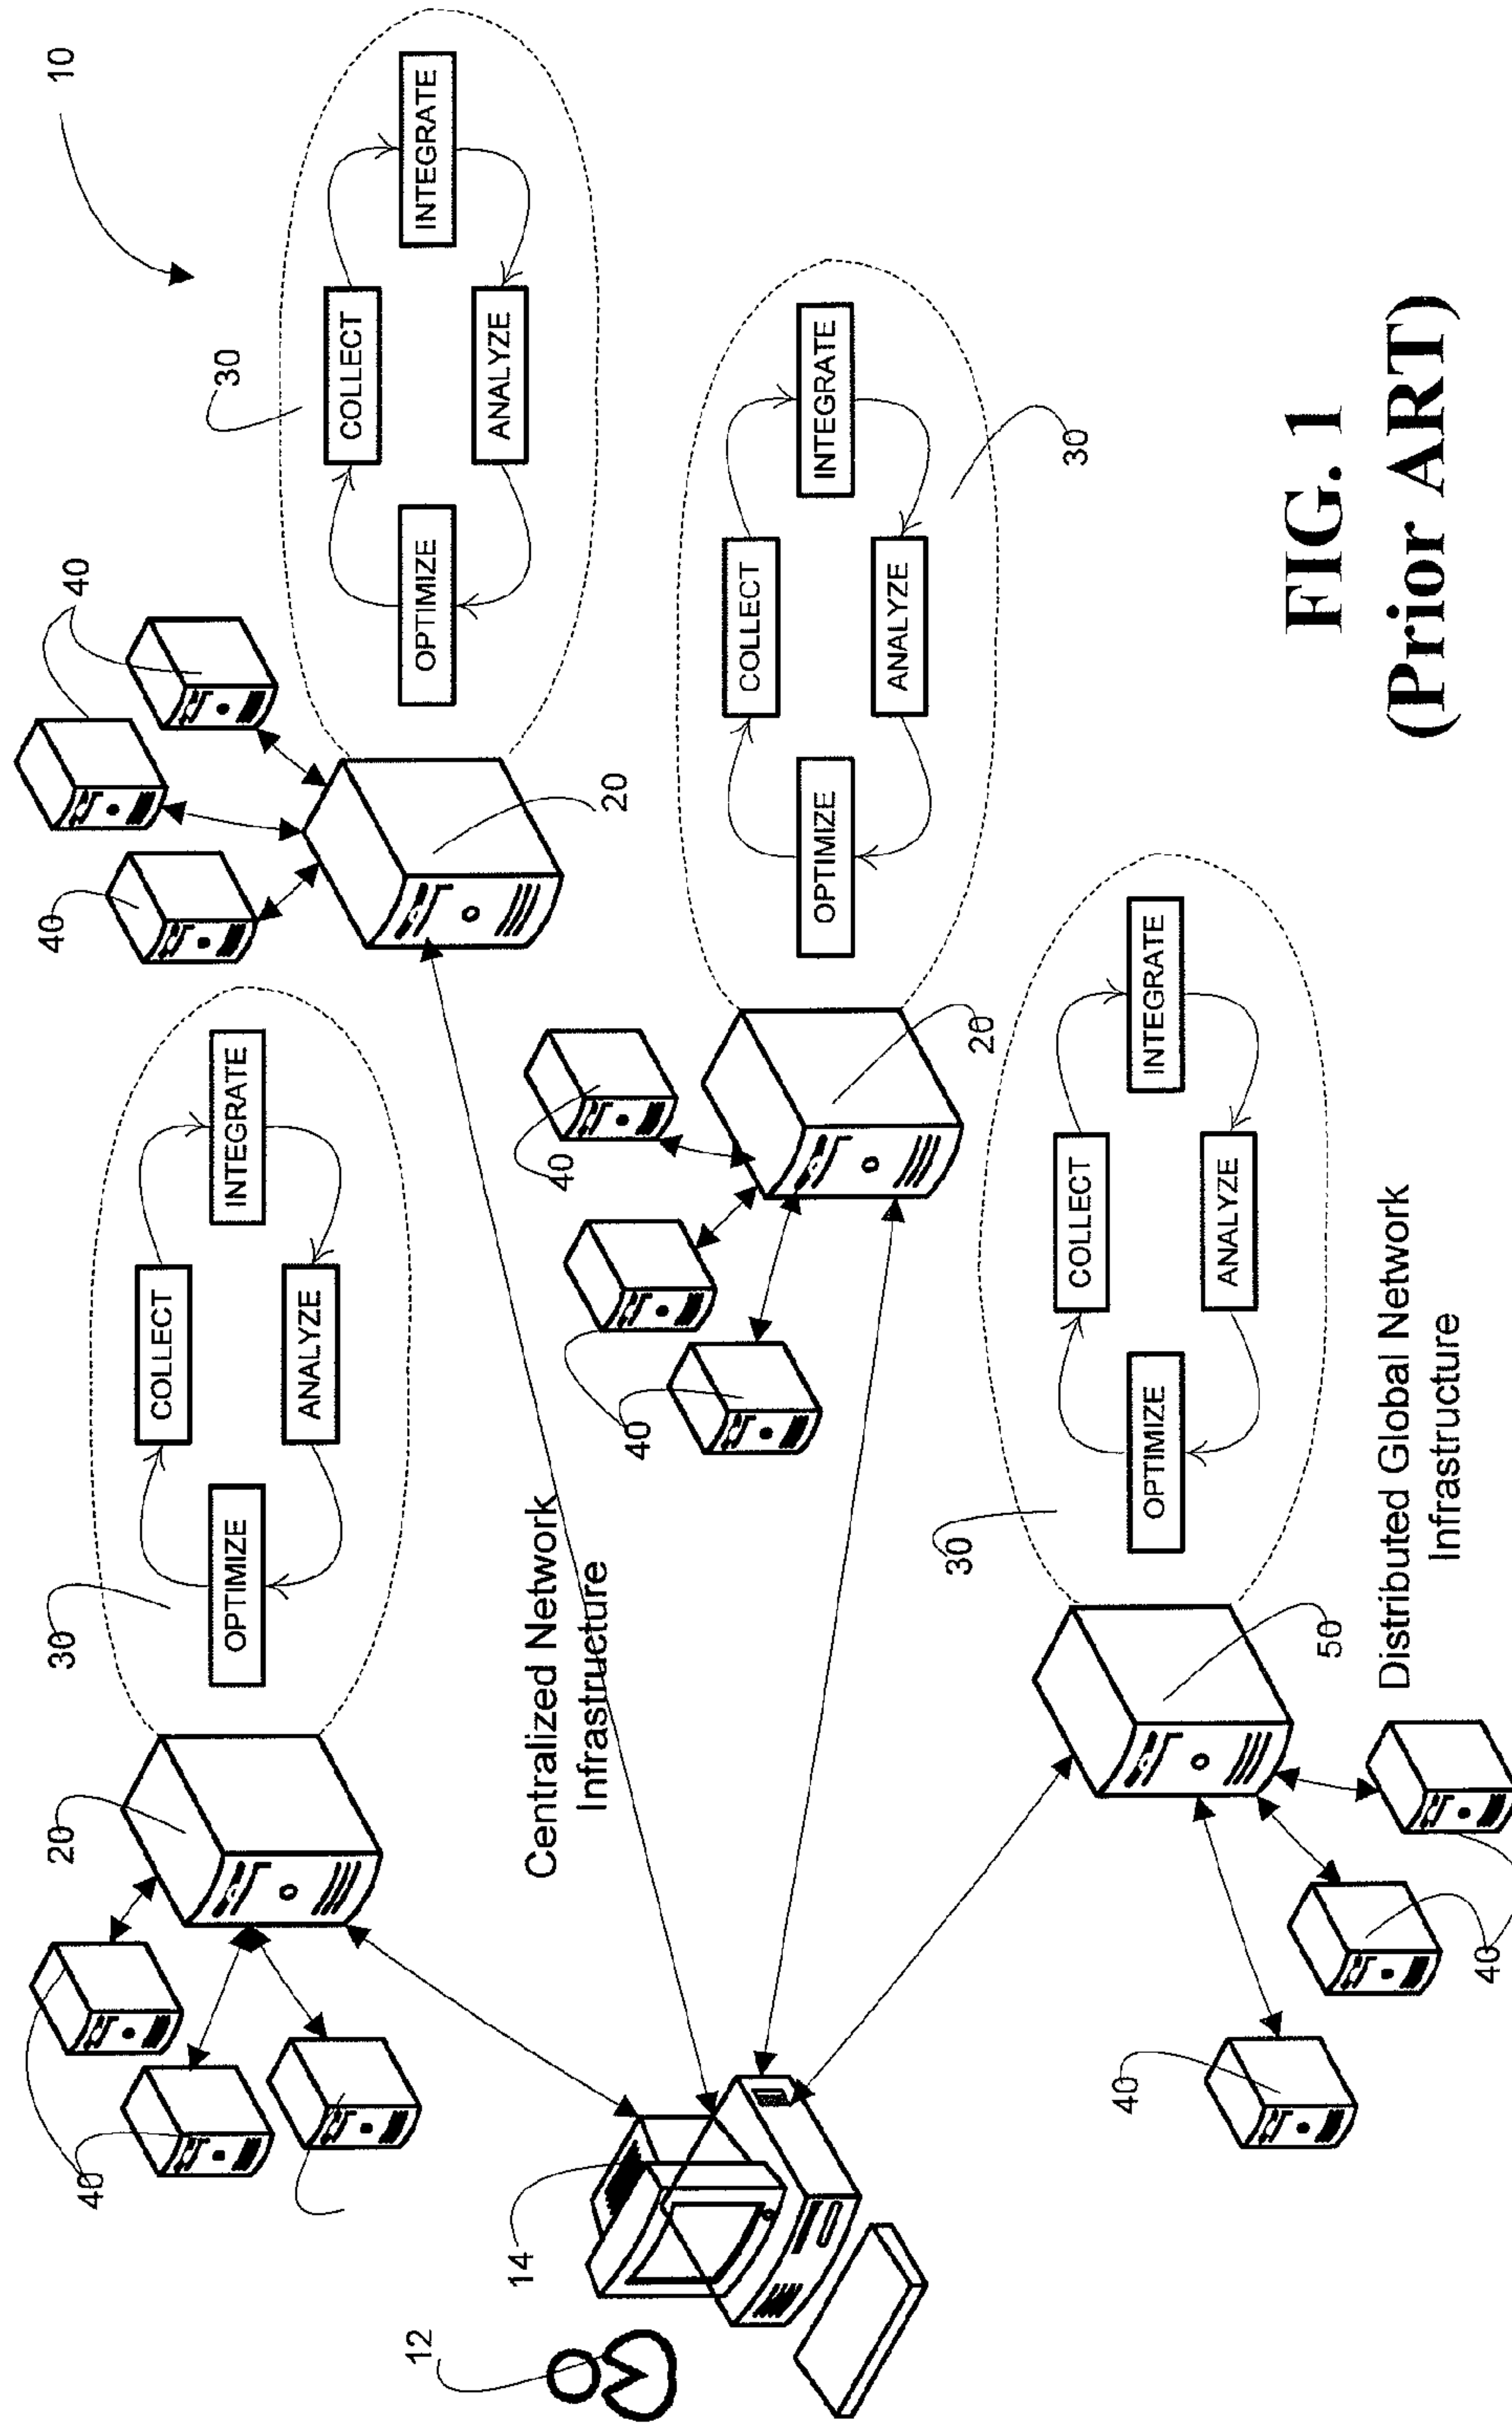 10
30
COLLECT
INTEGRATE
ANALYZE
OPTIMIZE
20
40
40
Centralized Network
Infrastructure
30
COLLECT
INTEGRATE
ANALYZE
OPTIMIZE
40
40
20
COLLECT
INTEGRATE
ANALYZE
OPTIMIZE
30
40
40
20
12
14
30
COLLECT
INTEGRATE
ANALYZE
OPTIMIZE
50
40
40
Distributed Global Network
Infrastructure
FIG. 1
(Prior ART)